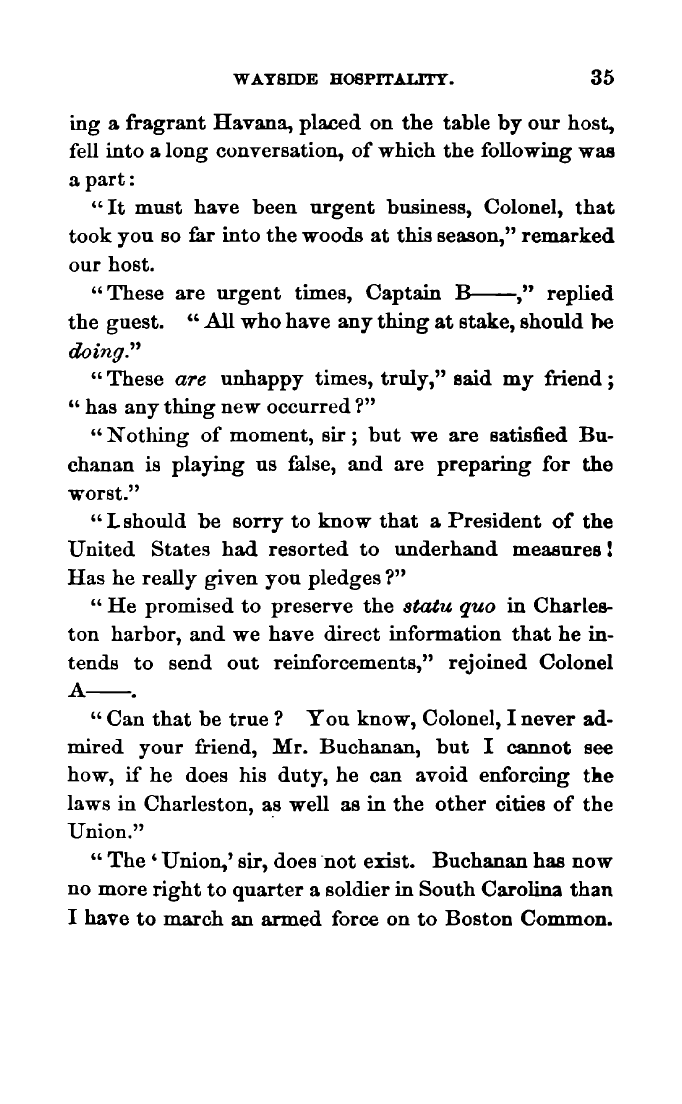 WAYSIDE HOSPITALITY. 35
ing a fragrant Havana, placed on the table by our host,
fell into a long conversation, of which the following was
a part:
“It must have been urgent business, Colonel, that
took you so far into the woods at this season,” remarked
our host.
“These are urgent times, Captain B——,” replied
the guest. “All who have any thing at stake, should be
doing.”
“These are unhappy times, truly,” said my friend;
“has any thing new occurred?”
“Nothing of moment, sir; but we are satisfied Bu-
chanan is playing us false, and are preparing for the
worst.”
“I should be sorry to know that a President of the
United States had resorted to underhand measures!
Has he really given you pledges?”
“He promised to preserve the statu quo in Charles-
ton harbor, and we have direct information that he in-
tends to send out reinforcements,” rejoined Colonel
A——.
“Can that be true? You know, Colonel, I never ad-
mired your friend, Mr. Buchanan, but I cannot see
how, if he does his duty, he can avoid enforcing the
laws in Charleston, as well as in the other cities of the
Union.”
“The ‘Union,’ sir, does not exist. Buchanan has now
no more right to quarter a soldier in South Carolina than
I have to march an armed force on to Boston Common.